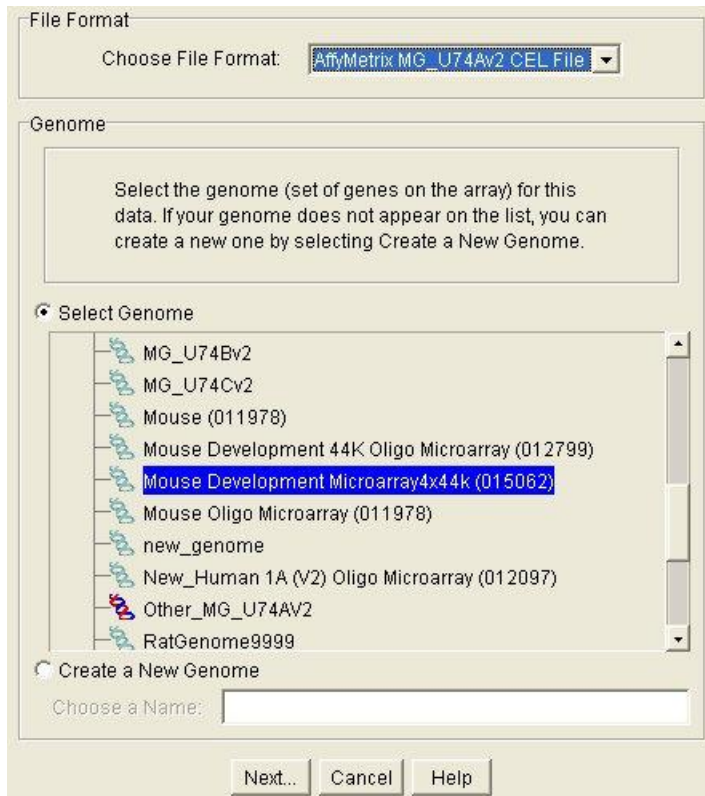 File Format
Choose File Format: AffyMetrix MG_U74Av2 CEL File
Genome
Select the genome (set of genes on the array) for this
data. If your genome does not appear on the list, you can
create a new one by selecting Create a New Genome.
Select Genome
MG_U74Bv2
MG_U74Cv2
Mouse (011978)
Mouse Development 44K Oligo Microarray (012799)
Mouse Development Microarray4x44k (015062)
Mouse Oligo Microarray (011978)
new_genome
New_Human 1A (V2) Oligo Microarray (012097)
Other_MG_U74AV2
RatGenome9999
Create a New Genome
Choose a Name:
Next... Cancel Help